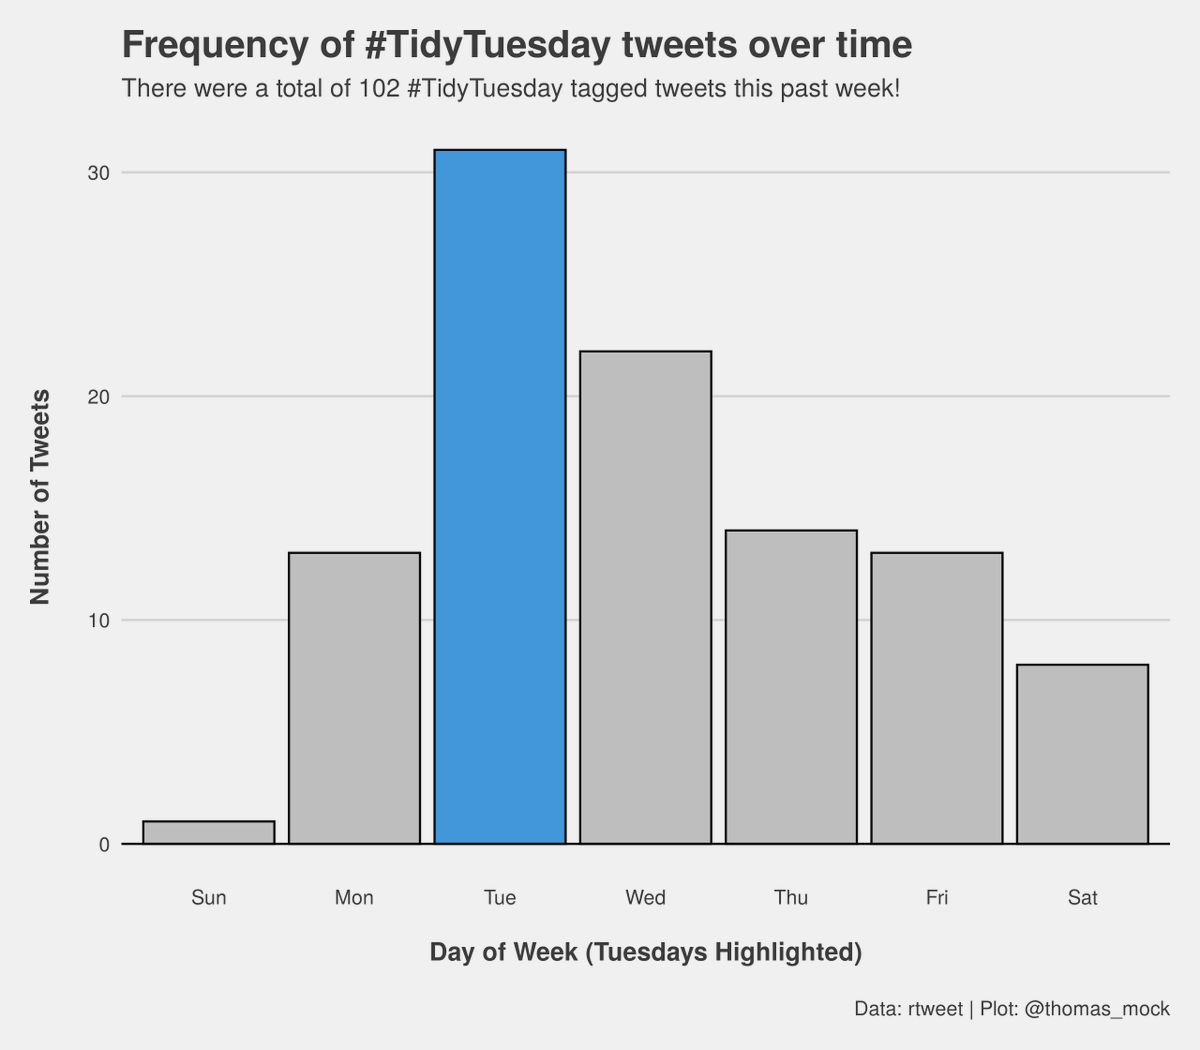 Frequency of #TidyTuesday tweets over time
There were a total of 102 #TidyTuesday tagged tweets this past week!
Number of Tweets
30
20
10
0
Sun Mon Tue Wed Thu Fri Sat
Day of Week (Tuesdays Highlighted)
Data: rtweet | Plot: @thomas_mock